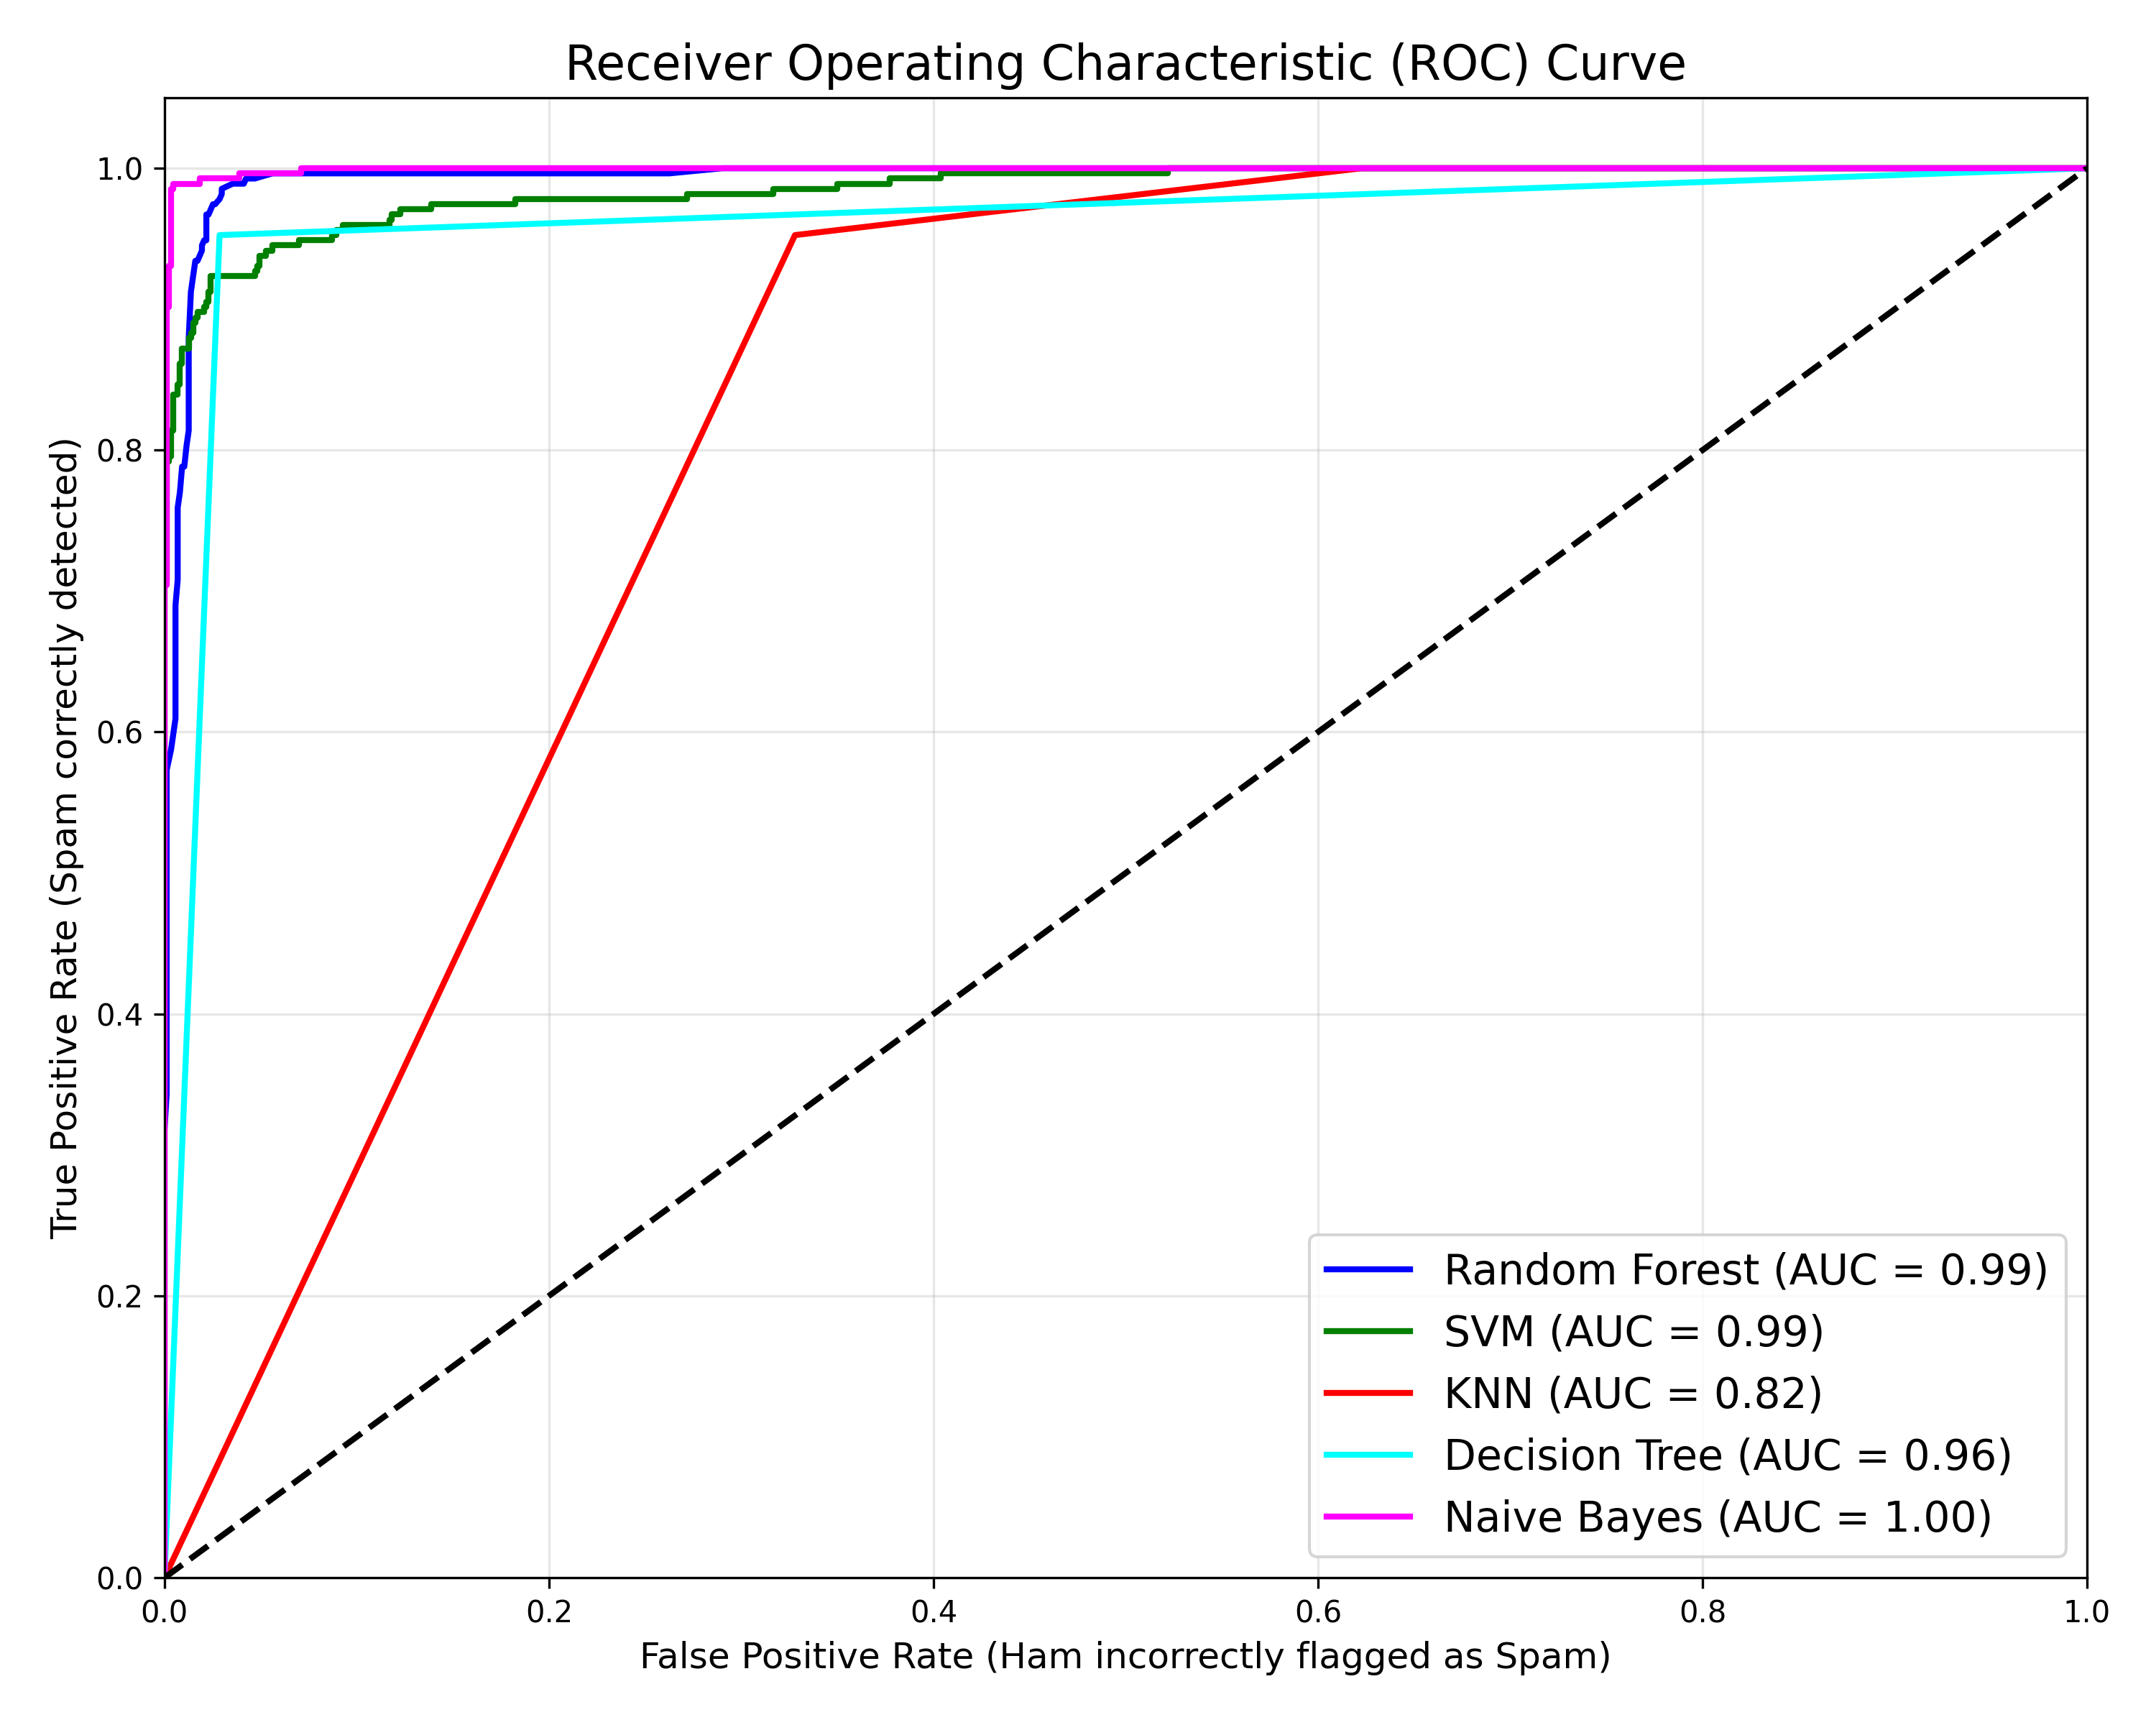 Receiver Operating Characteristic (ROC) Curve
True Positive Rate (Spam correctly detected)
1.0
0.8
0.6
0.4
0.2
0.0
0.0 0.2 0.4 0.6 0.8 1.0
False Positive Rate (Ham incorrectly flagged as Spam)
Random Forest (AUC = 0.99)
SVM (AUC = 0.99)
KNN (AUC = 0.82)
Decision Tree (AUC = 0.96)
Naive Bayes (AUC = 1.00)